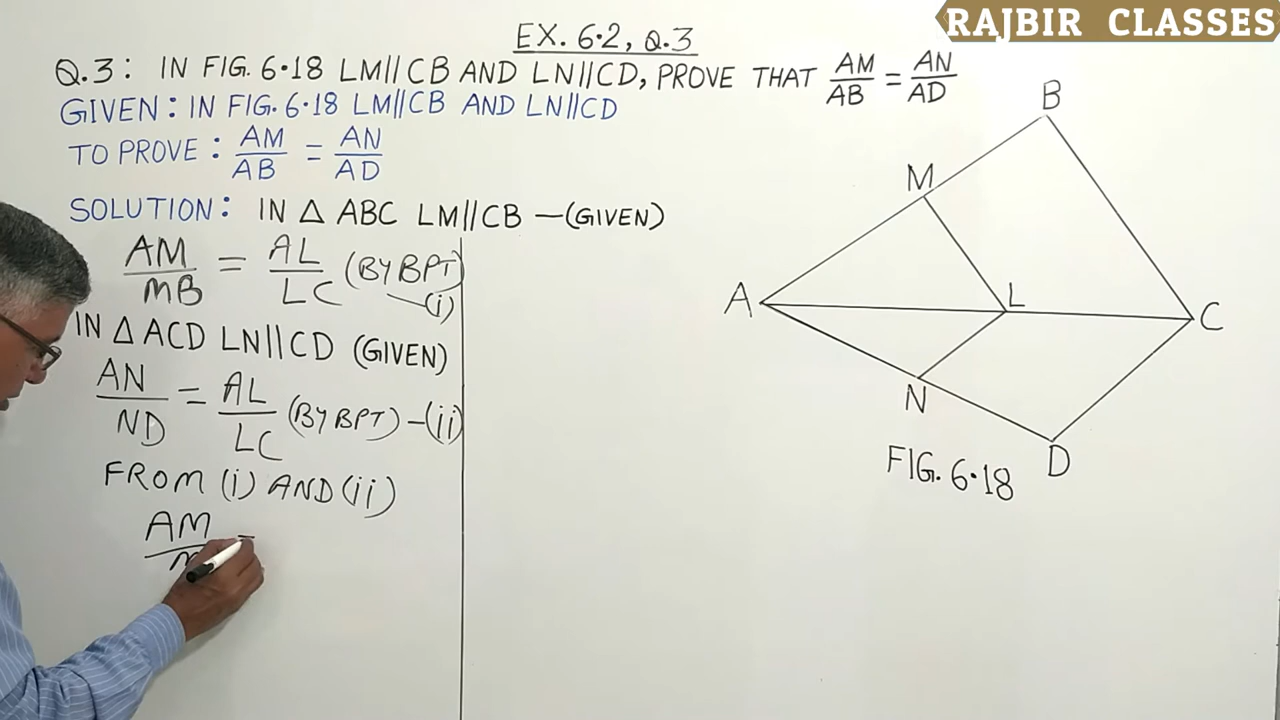 RAJBIR CLASSES
EX. 6.2, Q.3
Q.3: IN FIG. 6.18 LM||CB AND LN||CD, PROVE THAT AM/AB = AN/AD
GIVEN: IN FIG. 6.18 LM||CB AND LN||CD
TO PROVE: AM/AB = AN/AD
SOLUTION: IN △ ABC LM||CB —(GIVEN)
AM/MB = AL/LC (BY BPT) —(i)
IN △ ACD LN||CD (GIVEN)
AN/ND = AL/LC (BY BPT) —(ii)
FROM (i) AND (ii)
AM/M =
B
M
A
L
C
N
D
FIG. 6.18